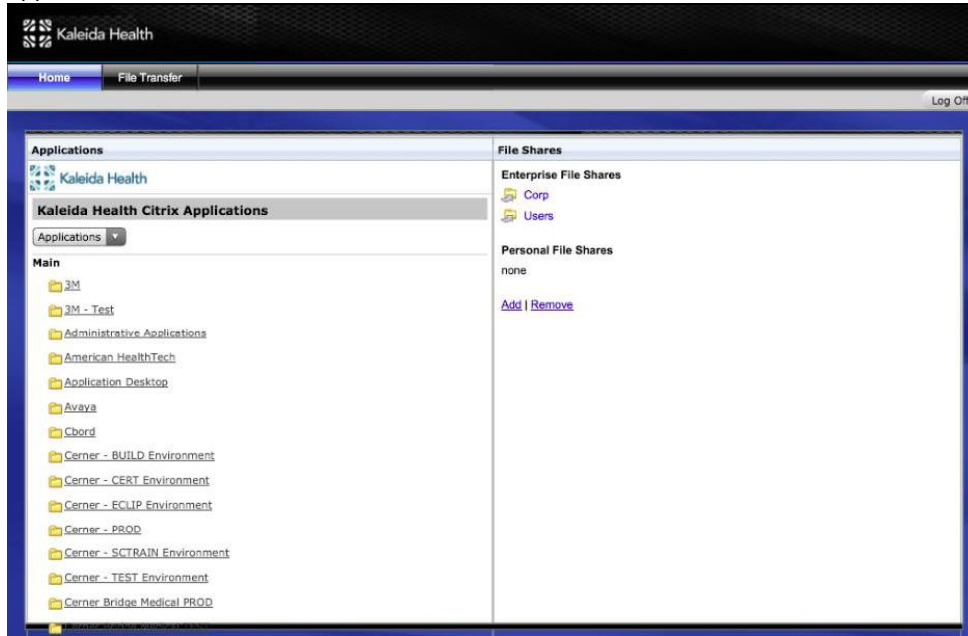 Kaleida Health
Home File Transfer
Log Off
Applications
Kaleida Health
Kaleida Health Citrix Applications
Applications
Main
3M
3M - Test
Administrative Applications
American HealthTech
Application Desktop
Avaya
Cbord
Cerner - BUILD Environment
Cerner - CERT Environment
Cerner - ECLIP Environment
Cerner - PROD
Cerner - SCTRAIN Environment
Cerner - TEST Environment
Cerner Bridge Medical PROD
File Shares
Enterprise File Shares
Corp
Users
Personal File Shares
none
Add | Remove